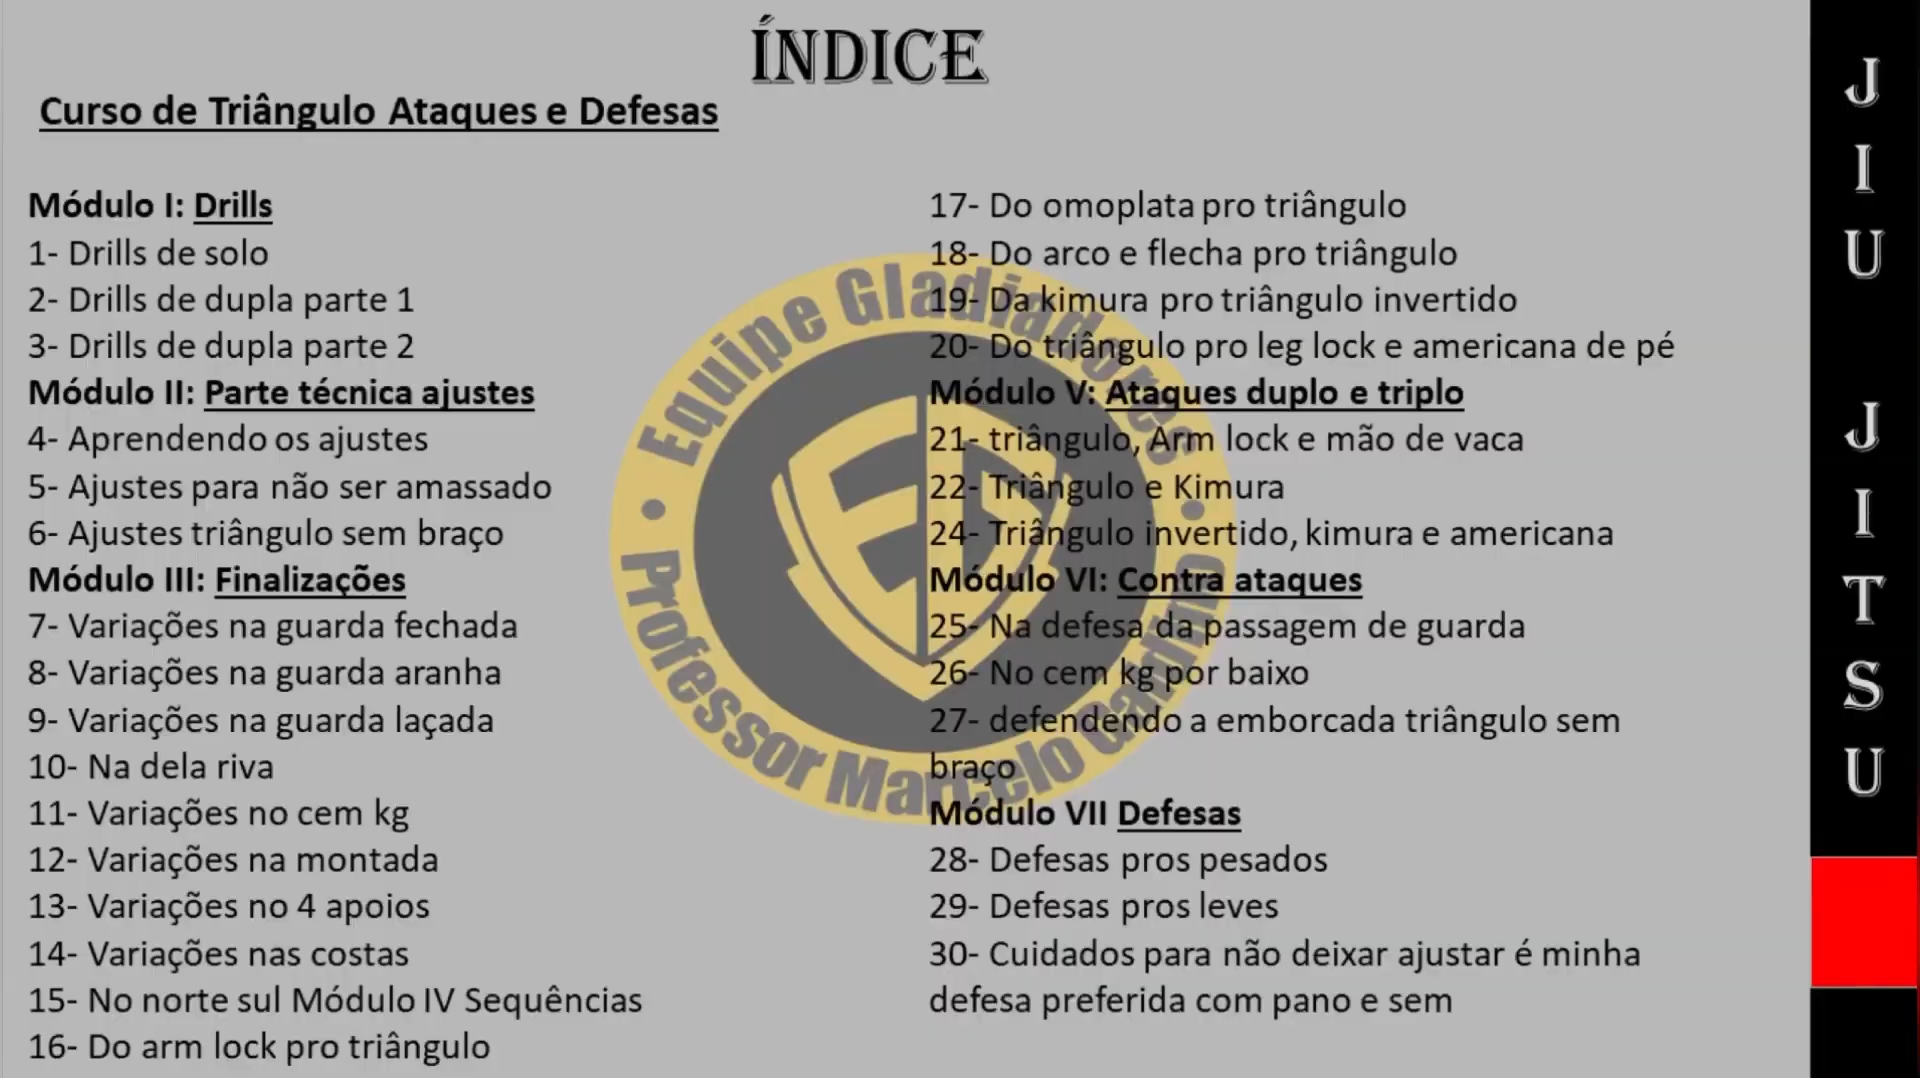 ÍNDICE
Curso de Triângulo Ataques e Defesas
Módulo I: Drills
1- Drills de solo
2- Drills de dupla parte 1
3- Drills de dupla parte 2
Módulo II: Parte técnica ajustes
4- Aprendendo os ajustes
5- Ajustes para não ser amassado
6- Ajustes triângulo sem braço
Módulo III: Finalizações
7- Variações na guarda fechada
8- Variações na guarda aranha
9- Variações na guarda laçada
10- Na dela riva
11- Variações no cem kg
12- Variações na montada
13- Variações no 4 apoios
14- Variações nas costas
15- No norte sul Módulo IV Sequências
16- Do arm lock pro triângulo
17- Do omoplata pro triângulo
18- Do arco e flecha pro triângulo
19- Da kimura pro triângulo invertido
20- Do triângulo pro leg lock e americana de pé
Módulo V: Ataques duplo e triplo
21- triângulo, Arm lock e mão de vaca
22- Triângulo e Kimura
24- Triângulo invertido, kimura e americana
Módulo VI: Contra ataques
25- Na defesa da passagem de guarda
26- No cem kg por baixo
27- defendendo a emborcada triângulo sem
braço
Módulo VII Defesas
28- Defesas pros pesados
29- Defesas pros leves
30- Cuidados para não deixar ajustar é minha
defesa preferida com pano e sem
Equipe Gladiadores
EG
Professor Marcelo Gandino
JIU JITSU